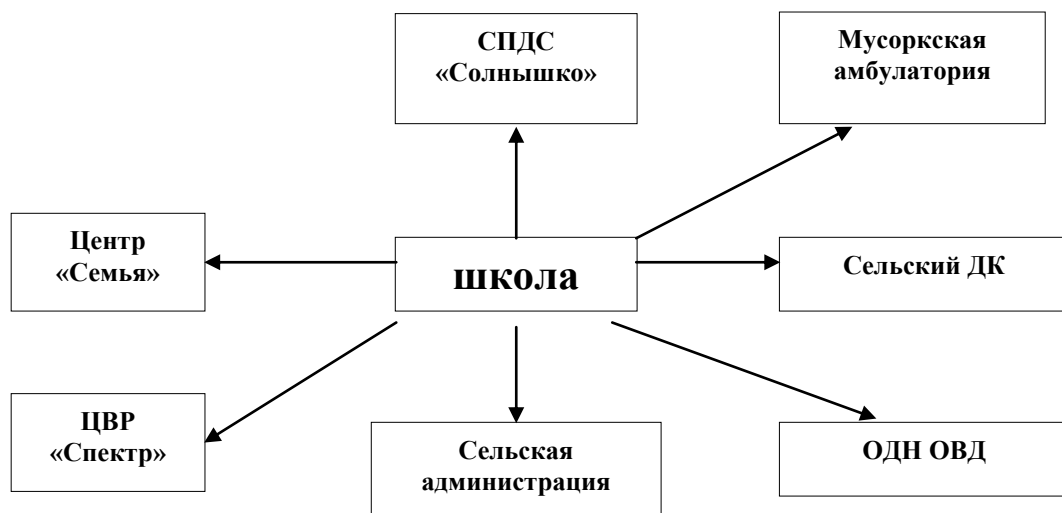 СПДС
«Солнышко»
Мусоркская
амбулатория
Центр
«Семья»
школа
Сельский ДК
ЦВР
«Спектр»
Сельская
администрация
ОДН ОВД